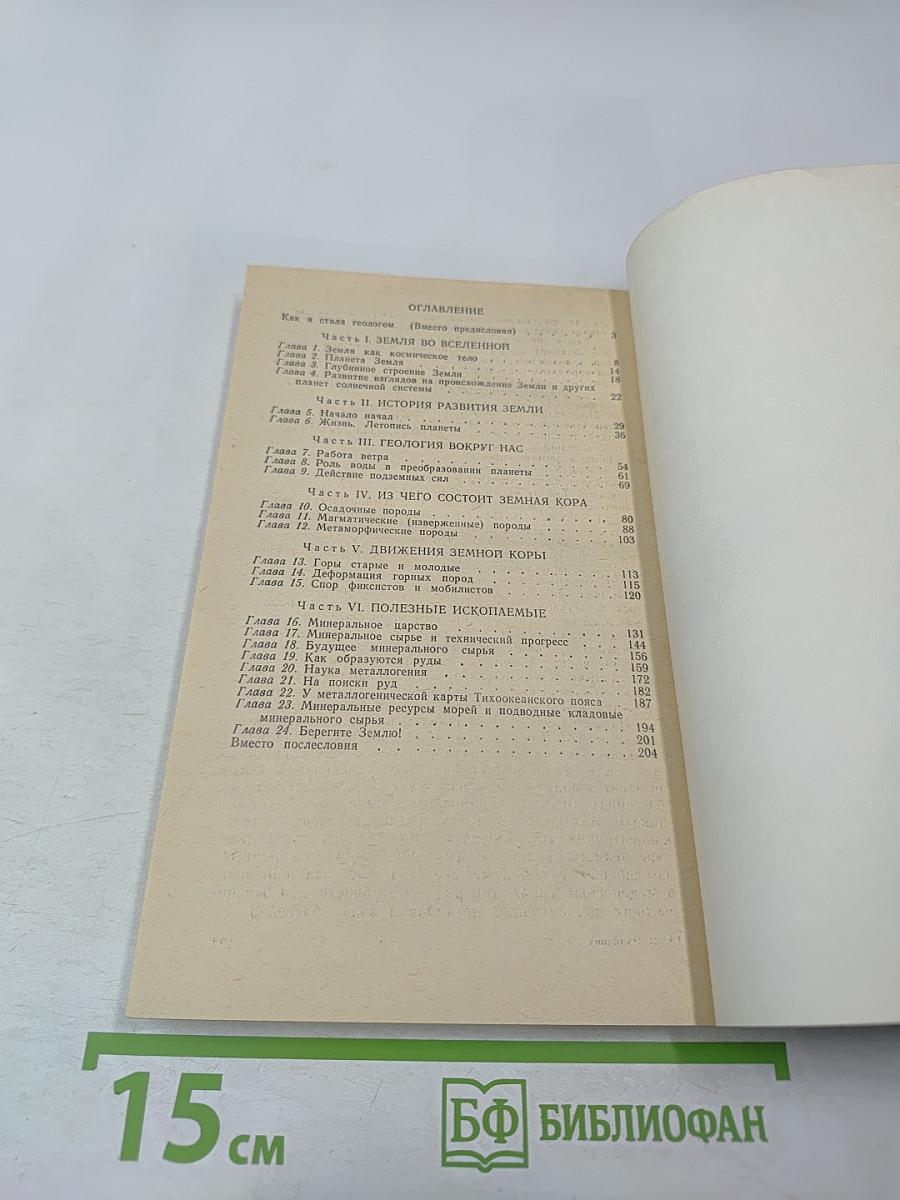 ОГЛАВЛЕНИЕ
Как я стала геологом. (Вместо предисловия) . . . . 3
Часть I. ЗЕМЛЯ ВО ВСЕЛЕННОЙ
Глава 1. Земля как космическое тело . . . . . . . 8
Глава 2. Планета Земля . . . . . . . . . . 14
Глава 3. Глубинное строение Земли . . . . . . . 18
Глава 4. Развитие взглядов на происхождение Земли и других
планет солнечной системы . . . . . . . . . 22
Часть II. ИСТОРИЯ РАЗВИТИЯ ЗЕМЛИ
Глава 5. Начало начал . . . . . . . . . . 29
Глава 6. Жизнь. Летопись планеты . . . . . . . . 36
Часть III. ГЕОЛОГИЯ ВОКРУГ НАС
Глава 7. Работа ветра . . . . . . . . . . 54
Глава 8. Роль воды в преобразовании планеты . . . . 61
Глава 9. Действие подземных сил . . . . . . . . 69
Часть IV. ИЗ ЧЕГО СОСТОИТ ЗЕМНАЯ КОРА
Глава 10. Осадочные породы . . . . . . . . . 80
Глава 11. Магматические (изверженные) породы . . . . 88
Глава 12. Метаморфические породы . . . . . . . . 103
Часть V. ДВИЖЕНИЯ ЗЕМНОЙ КОРЫ
Глава 13. Горы старые и молодые . . . . . . . . 113
Глава 14. Деформация горных пород . . . . . . . 115
Глава 15. Спор фиксистов и мобилистов . . . . . . 120
Часть VI. ПОЛЕЗНЫЕ ИСКОПАЕМЫЕ
Глава 16. Минеральное царство . . . . . . . . . 131
Глава 17. Минеральное сырье и технический прогресс . . . 144
Глава 18. Будущее минерального сырья . . . . . . . 156
Глава 19. Как образуются руды . . . . . . . . . 159
Глава 20. Наука металлогения . . . . . . . . . 172
Глава 21. На поиски руд . . . . . . . . . . 182
Глава 22. У металлогенической карты Тихоокеанского пояса 187
Глава 23. Минеральные ресурсы морей и подводные кладовые
минерального сырья . . . . . . . . . . 194
Глава 24. Берегите Землю! . . . . . . . . . . 201
Вместо послесловия . . . . . . . . . . . 204
15 см
БФ БИБЛИОФАН